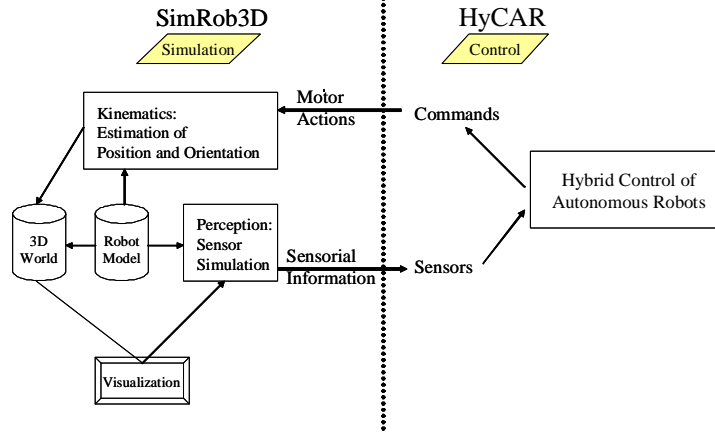 SimRob3D
HyCAR
Simulation
Control
Motor
Actions
Commands
Kinematics:
Estimation of
Position and Orientation
Hybrid Control of
Autonomous Robots
3D
World
Robot
Model
Perception:
Sensor
Simulation
Sensorial
Information
Sensors
Visualization